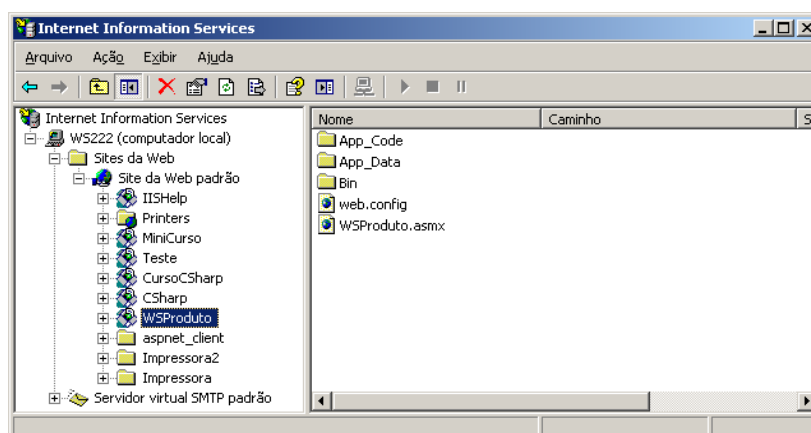 Internet Information Services
Arquivo Ação Exibir Ajuda
Internet Information Services
WS222 (computador local)
Sites da Web
Site da Web padrão
IISHelp
Printers
MiniCurso
Teste
CursoCSharp
CSharp
WSProduto
aspnet_client
Impressora2
Impressora
Servidor virtual SMTP padrão
Nome Caminho S
App_Code
App_Data
Bin
web.config
WSProduto.asmx